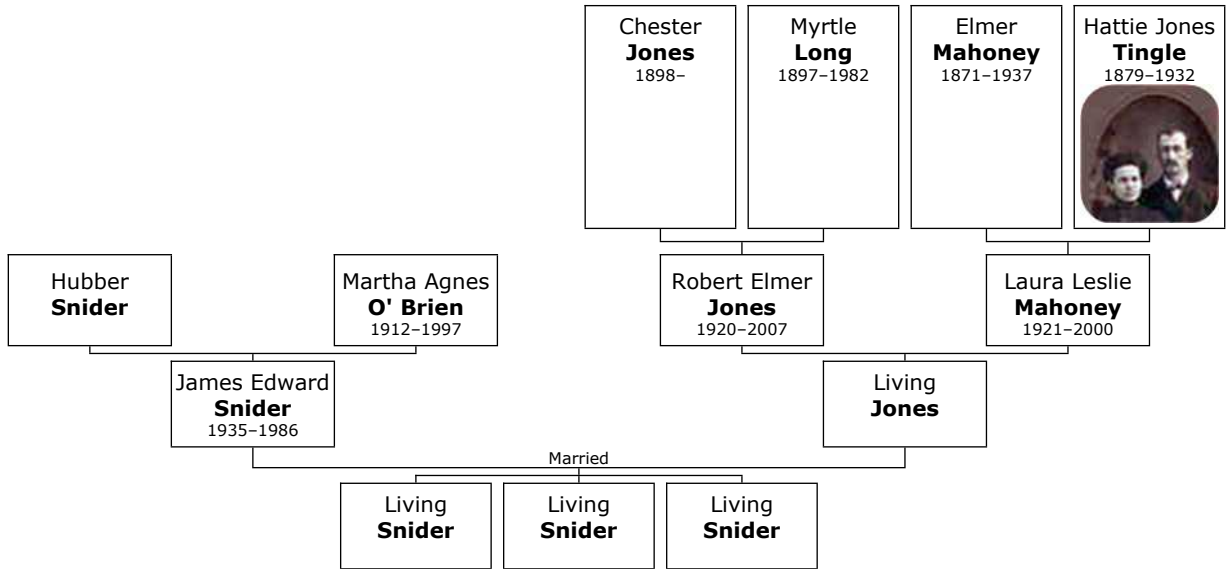 Chester
Jones
1898–
Myrtle
Long
1897–1982
Elmer
Mahoney
1871–1937
Hattie Jones
Tingle
1879–1932
Hubber
Snider
Martha Agnes
O' Brien
1912–1997
Robert Elmer
Jones
1920–2007
Laura Leslie
Mahoney
1921–2000
James Edward
Snider
1935–1986
Living
Jones
Married
Living
Snider
Living
Snider
Living
Snider